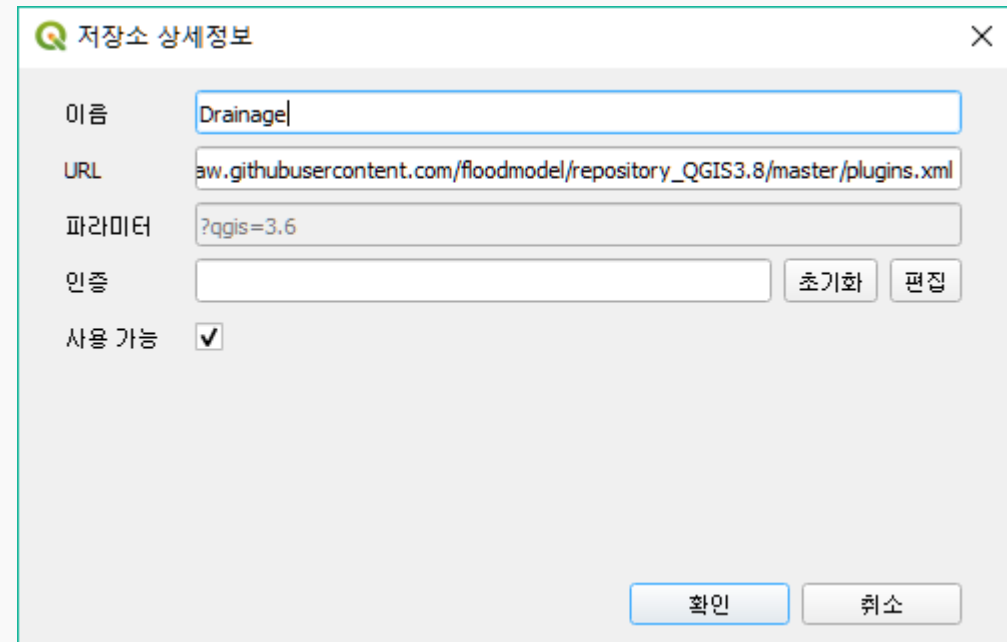 저장소 상세정보
이름 Drainage
URL aw.githubusercontent.com/floodmodel/repository_QGIS3.8/master/plugins.xml
파라미터 ?qgis=3.6
인증 초기화 편집
사용 가능
확인 취소